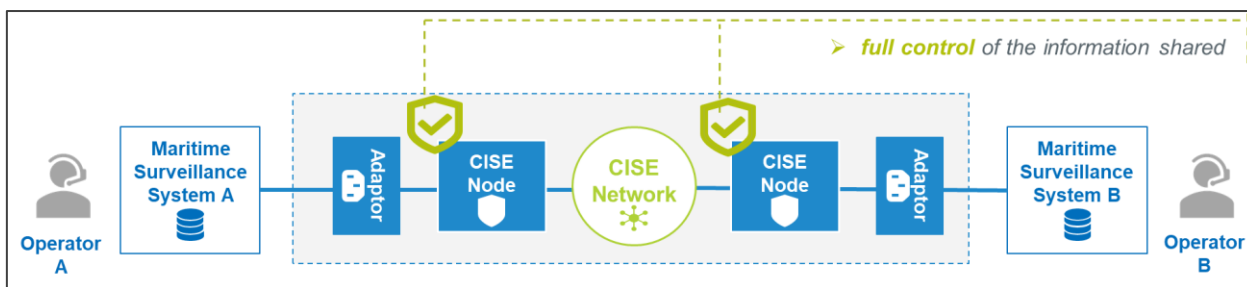 ➢ full control of the information shared
Maritime
Surveillance
System A
Adaptor
CISE
Node
CISE
Network
CISE
Node
Adaptor
Maritime
Surveillance
System B
Operator
A
Operator
B